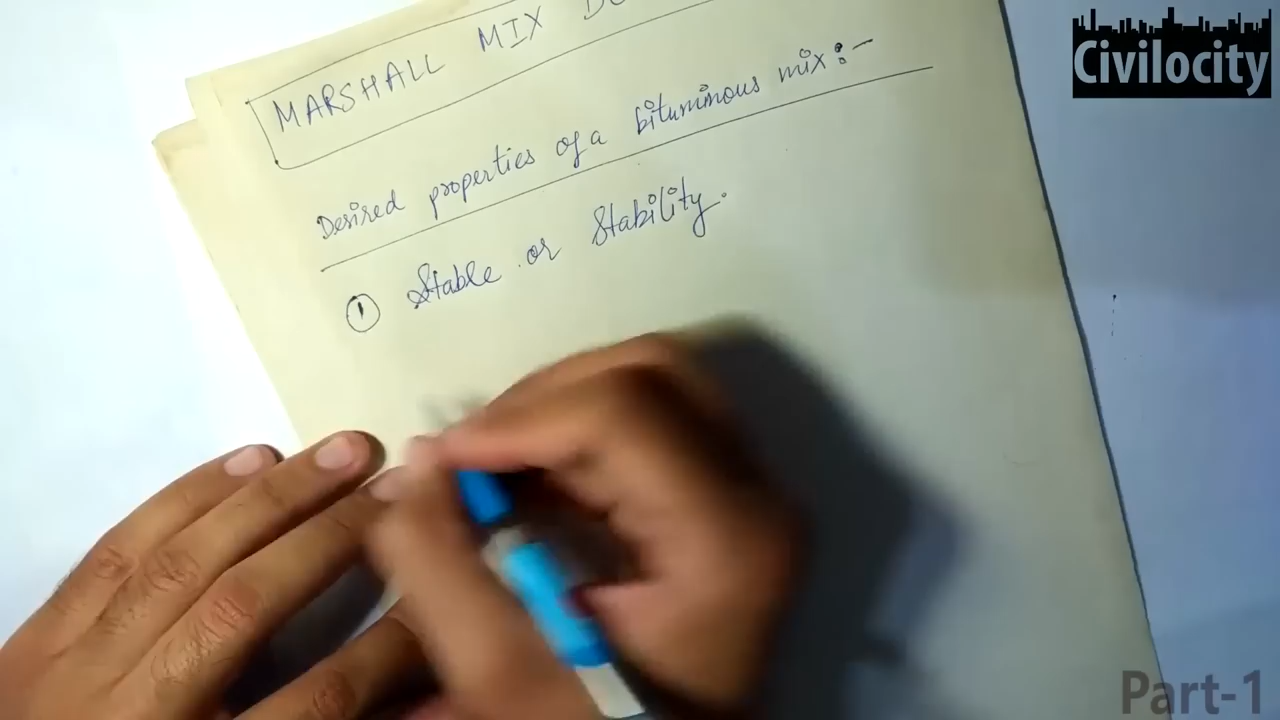 MARSHALL MIX
Desired properties of a bituminous mix :-
① Stable or Stability.
Civilocity
Part-1